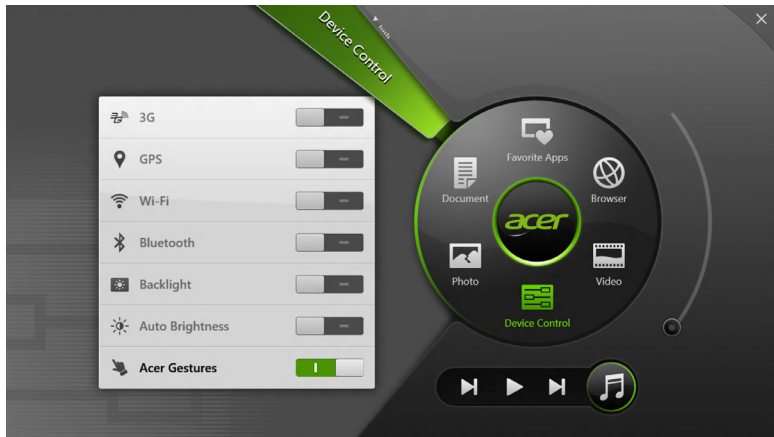 Device Control
3G
GPS
Wi-Fi
Bluetooth
Backlight
Auto Brightness
Acer Gestures
Favorite Apps
Document
Browser
acer
Photo
Video
Device Control